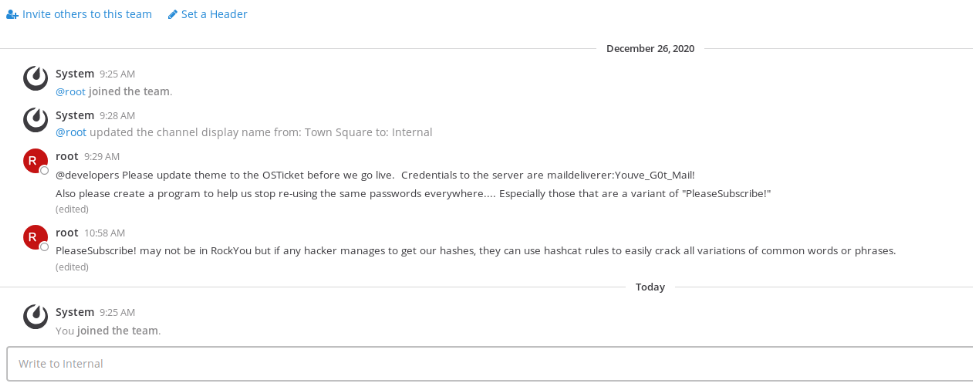 Invite others to this team Set a Header
December 26, 2020
System 9:25 AM
@root joined the team.
System 9:28 AM
@root updated the channel display name from: Town Square to: Internal
R root 9:29 AM
@developers Please update theme to the OSTicket before we go live. Credentials to the server are maildeliverer:Youve_G0t_Mail!
Also please create a program to help us stop re-using the same passwords everywhere.... Especially those that are a variant of "PleaseSubscribe!"
(edited)
R root 10:58 AM
PleaseSubscribe! may not be in RockYou but if any hacker manages to get our hashes, they can use hashcat rules to easily crack all variations of common words or phrases.
(edited)
Today
System 9:25 AM
You joined the team.
Write to Internal